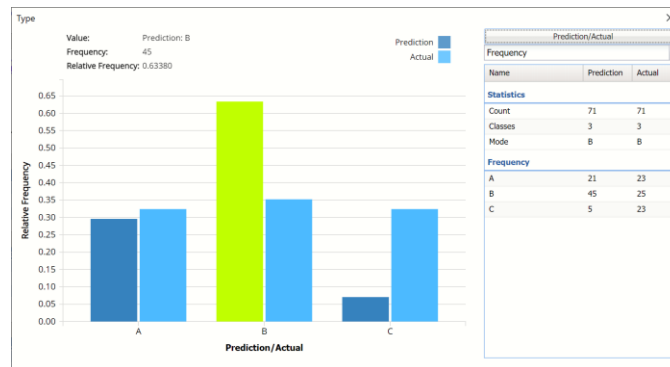 Type
X
Value: Prediction: B
Frequency: 45
Relative Frequency: 0.63380
Prediction
Actual
Relative Frequency
0.65
0.60
0.55
0.50
0.45
0.40
0.35
0.30
0.25
0.20
0.15
0.10
0.05
0.00
A B C
Prediction/Actual
Prediction/Actual
Frequency
Name Prediction Actual
Statistics
Count 71 71
Classes 3 3
Mode B B
Frequency
A 21 23
B 45 25
C 5 23